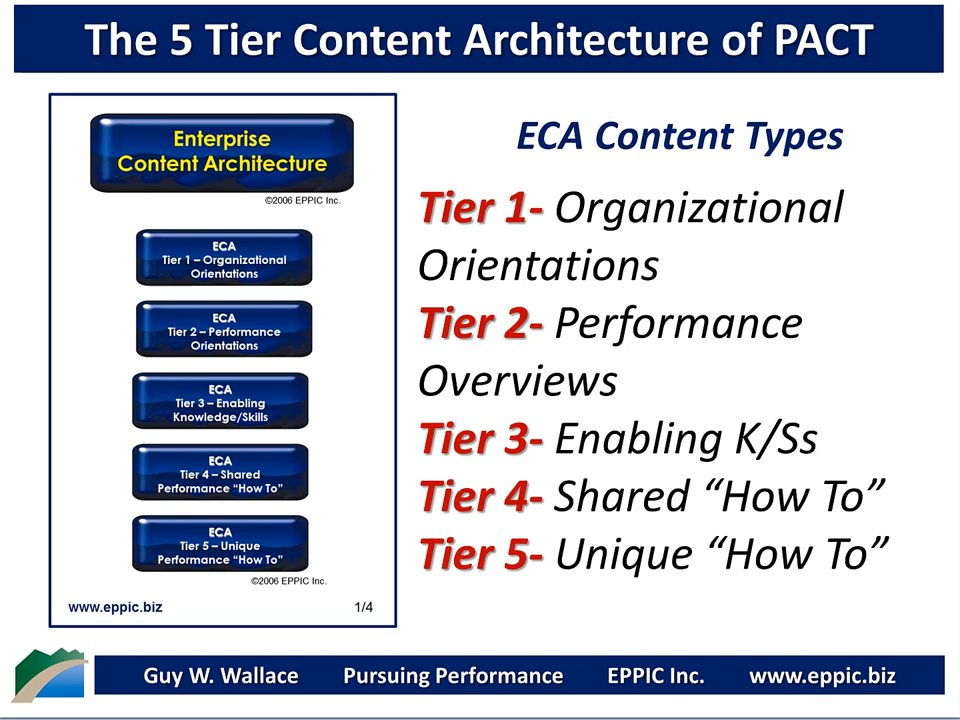 The 5 Tier Content Architecture of PACT
Enterprise
Content Architecture
©2006 EPPIC Inc.
ECA
Tier 1 – Organizational
Orientations
ECA
Tier 2 – Performance
Orientations
ECA
Tier 3 – Enabling
Knowledge/Skills
ECA
Tier 4 – Shared
Performance “How To”
ECA
Tier 5 – Unique
Performance “How To”
©2006 EPPIC Inc.
www.eppic.biz 1/4
ECA Content Types
Tier 1- Organizational
Orientations
Tier 2- Performance
Overviews
Tier 3- Enabling K/Ss
Tier 4- Shared “How To”
Tier 5- Unique “How To”
Guy W. Wallace Pursuing Performance EPPIC Inc. www.eppic.biz